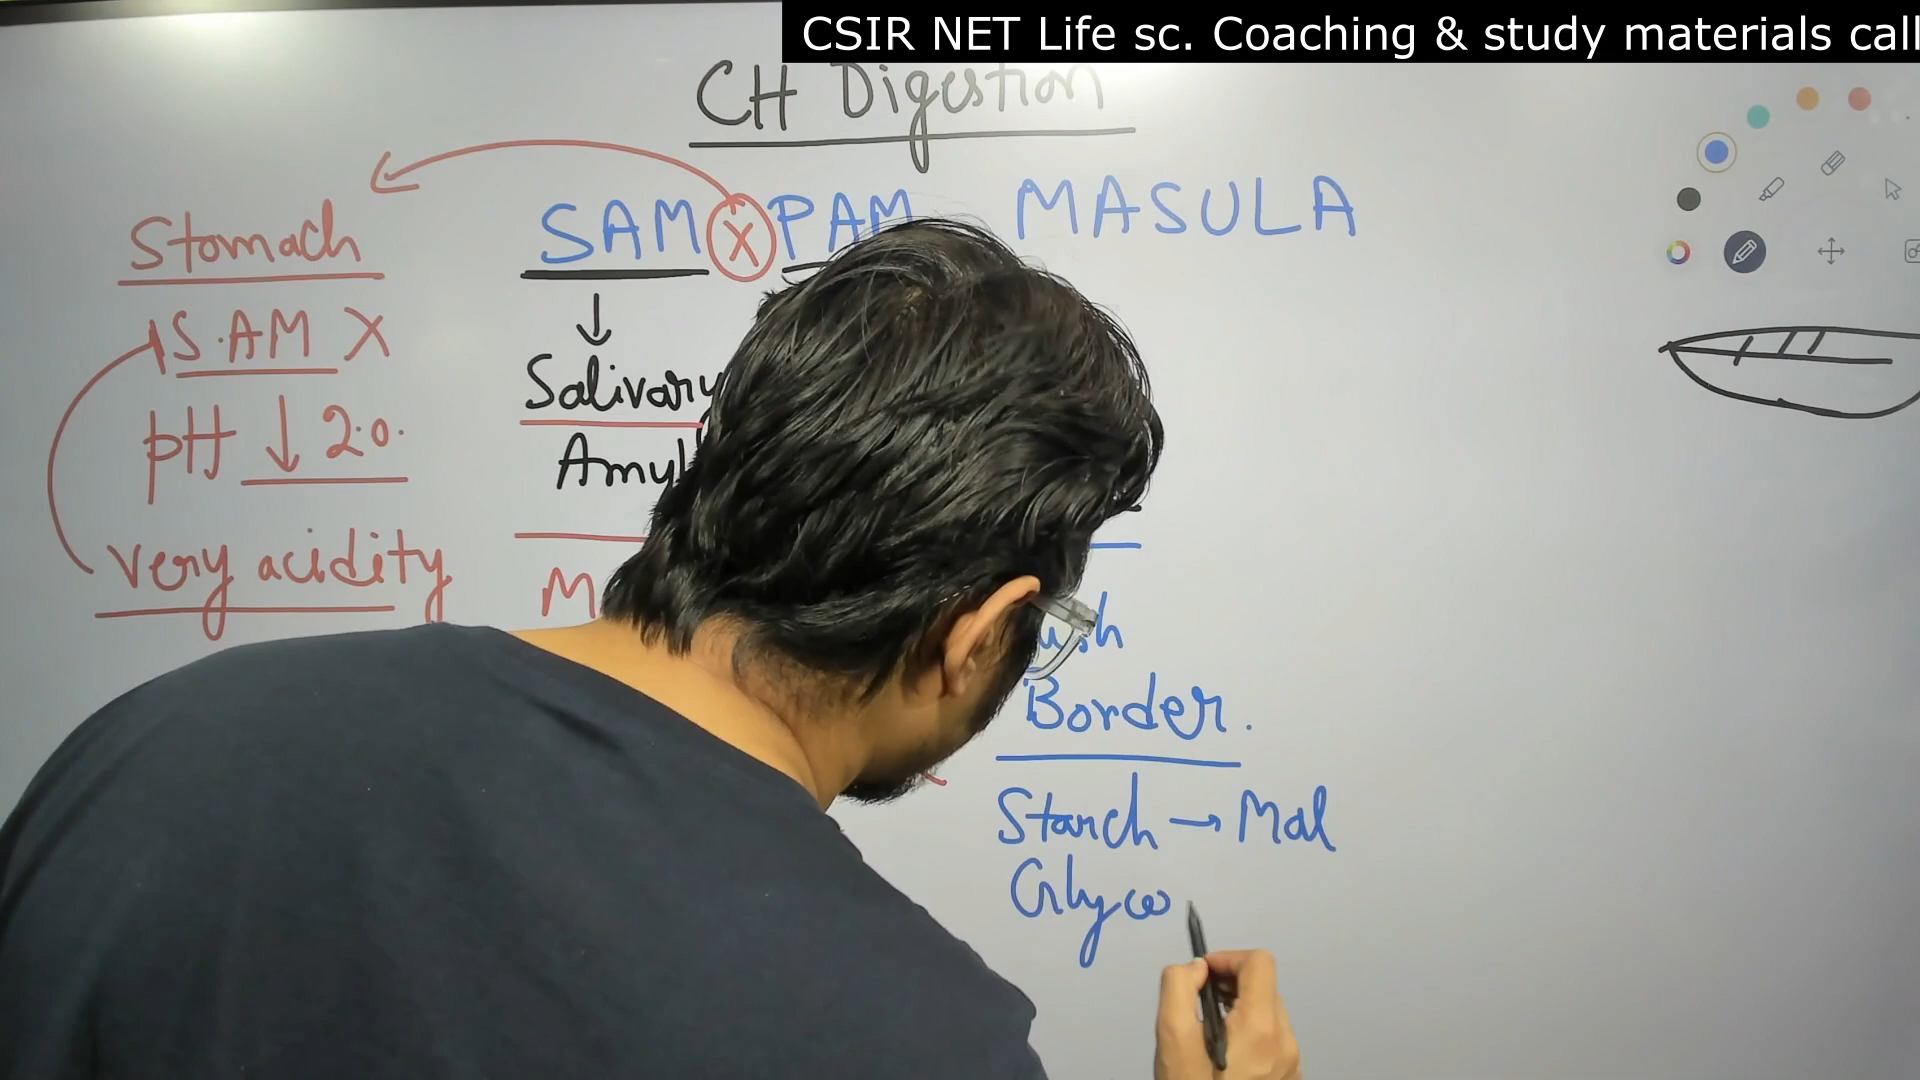 CSIR NET Life sc. Coaching & study materials call
CH Digestion
SAM X PAM MASULA
Stomach
S.AM X
pH ↓ 2.0.
very acidity
↓
Salivary
Border.
Starch → Mal
Glyco